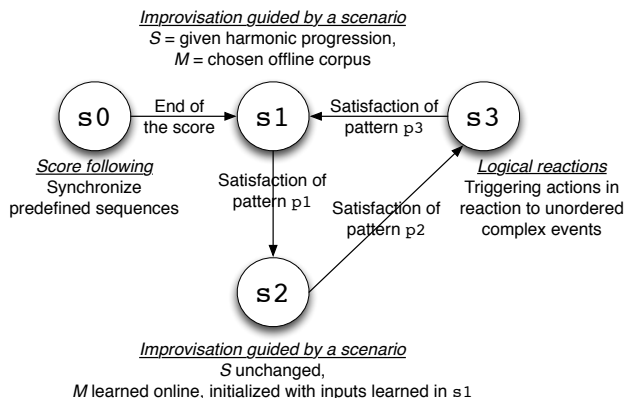 Improvisation guided by a scenario
S = given harmonic progression,
M = chosen offline corpus
s0
End of
the score
s1
Satisfaction of
pattern p3
s3
Score following
Synchronize
predefined sequences
Satisfaction of
pattern p1
Satisfaction of
pattern p2
Logical reactions
Triggering actions in
reaction to unordered
complex events
s2
Improvisation guided by a scenario
S unchanged,
M learned online, initialized with inputs learned in s1